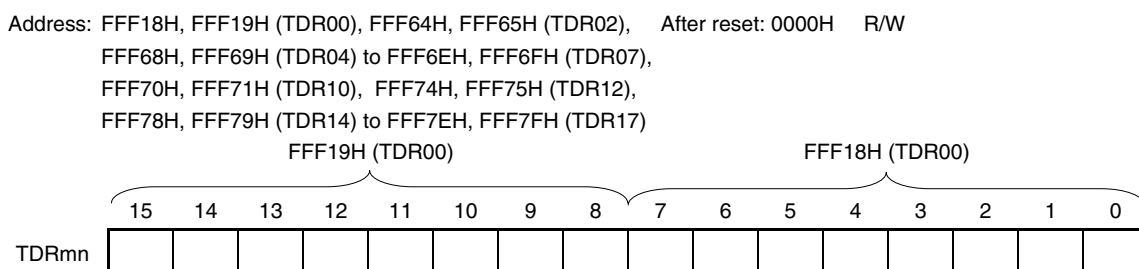 Address: FFF18H, FFF19H (TDR00), FFF64H, FFF65H (TDR02), After reset: 0000H R/W
FFF68H, FFF69H (TDR04) to FFF6EH, FFF6FH (TDR07),
FFF70H, FFF71H (TDR10), FFF74H, FFF75H (TDR12),
FFF78H, FFF79H (TDR14) to FFF7EH, FFF7FH (TDR17)
FFF19H (TDR00) FFF18H (TDR00)
15 14 13 12 11 10 9 8 7 6 5 4 3 2 1 0
TDRmn